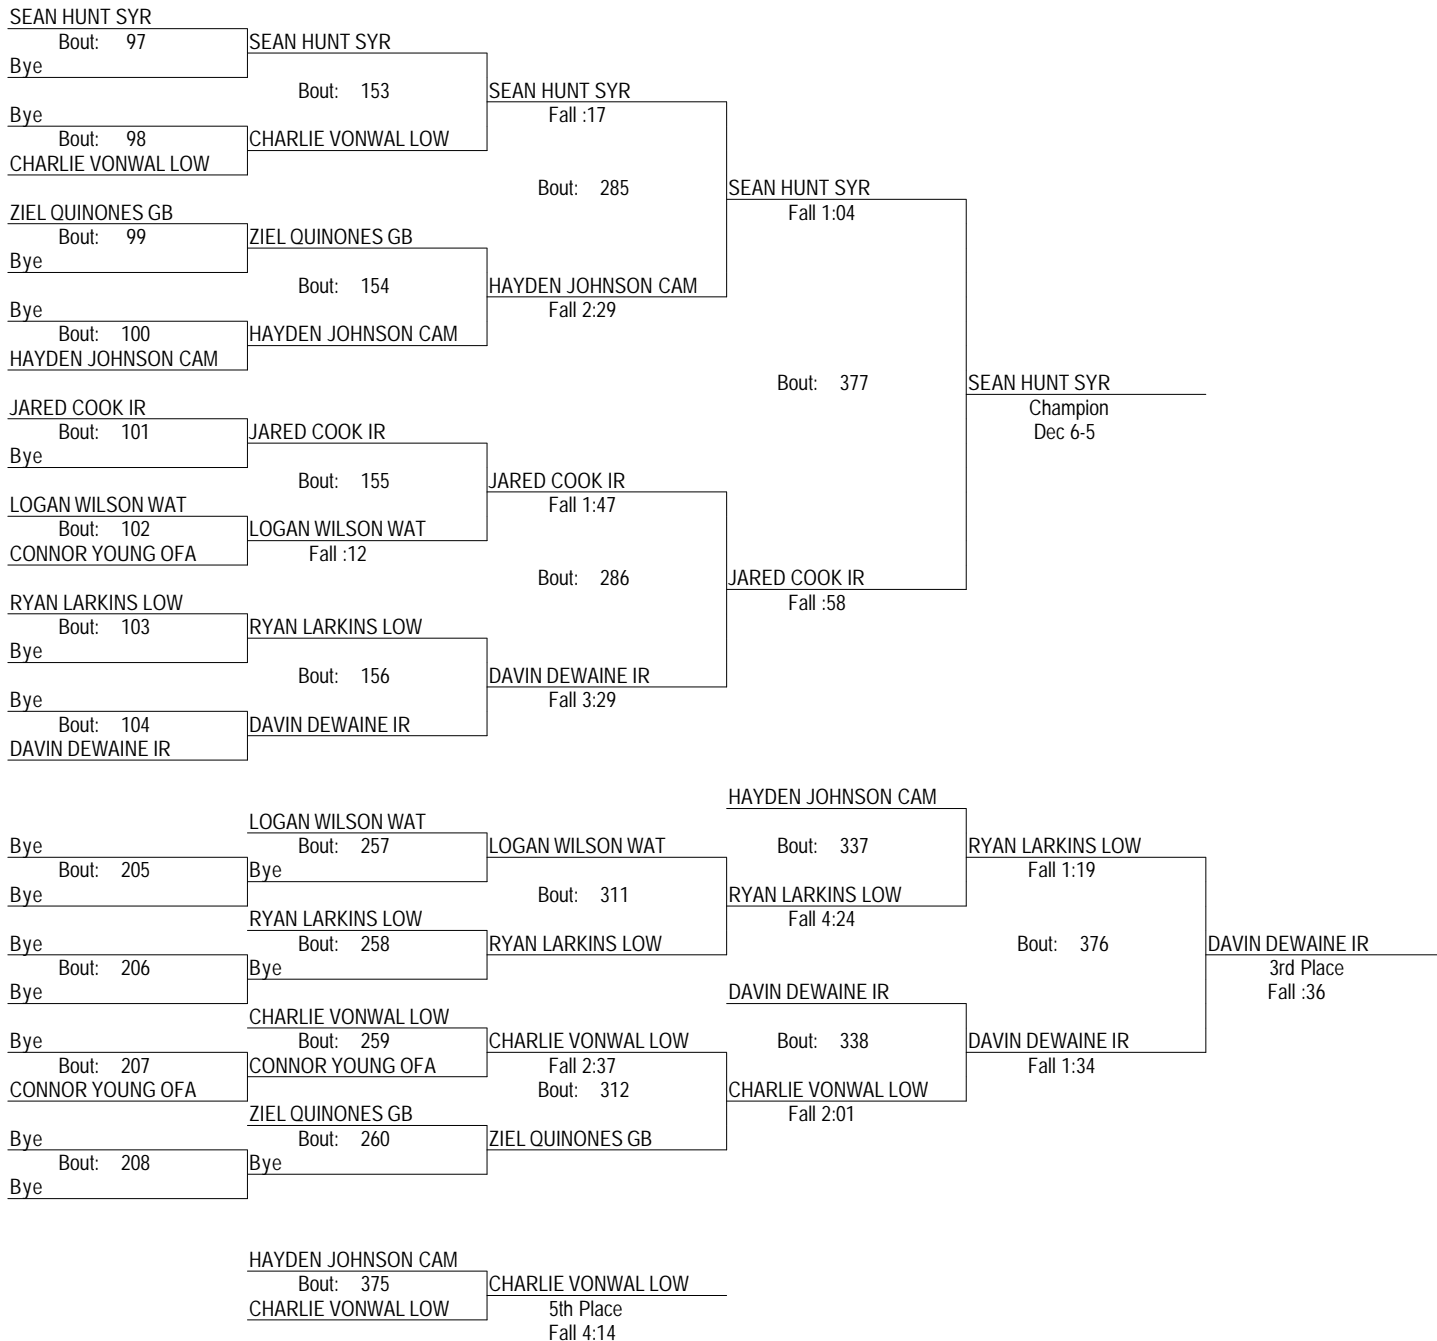 SEAN HUNT SYR
Bout: 97
SEAN HUNT SYR
Bye
Bout: 153
SEAN HUNT SYR
Bye
Fall :17
Bout: 98
CHARLIE VONWAL LOW
CHARLIE VONWAL LOW
Bout: 285
SEAN HUNT SYR
ZIEL QUINONES GB
Fall 1:04
Bout: 99
ZIEL QUINONES GB
Bye
Bout: 154
HAYDEN JOHNSON CAM
Bye
Fall 2:29
Bout: 100
HAYDEN JOHNSON CAM
HAYDEN JOHNSON CAM
Bout: 377
SEAN HUNT SYR
JARED COOK IR
Champion
Bout: 101
JARED COOK IR
Dec 6-5
Bye
Bout: 155
JARED COOK IR
LOGAN WILSON WAT
Fall 1:47
Bout: 102
LOGAN WILSON WAT
CONNOR YOUNG OFA
Fall :12
Bout: 286
JARED COOK IR
RYAN LARKINS LOW
Fall :58
Bout: 103
RYAN LARKINS LOW
Bye
Bout: 156
DAVIN DEWAINE IR
Bye
Fall 3:29
Bout: 104
DAVIN DEWAINE IR
DAVIN DEWAINE IR
HAYDEN JOHNSON CAM
LOGAN WILSON WAT
Bye
Bout: 257
LOGAN WILSON WAT
Bout: 337
RYAN LARKINS LOW
Bout: 205
Bye
Fall 1:19
Bye
Bout: 311
RYAN LARKINS LOW
RYAN LARKINS LOW
Fall 4:24
Bye
Bout: 258
RYAN LARKINS LOW
Bout: 376
DAVIN DEWAINE IR
Bout: 206
Bye
3rd Place
Bye
DAVIN DEWAINE IR
Fall :36
CHARLIE VONWAL LOW
Bye
Bout: 259
CHARLIE VONWAL LOW
Bout: 338
DAVIN DEWAINE IR
Bout: 207
CONNOR YOUNG OFA
Fall 2:37
Fall 1:34
CONNOR YOUNG OFA
Bout: 312
CHARLIE VONWAL LOW
ZIEL QUINONES GB
Fall 2:01
Bye
Bout: 260
ZIEL QUINONES GB
Bout: 208
Bye
Bye
HAYDEN JOHNSON CAM
Bout: 375
CHARLIE VONWAL LOW
CHARLIE VONWAL LOW
5th Place
Fall 4:14